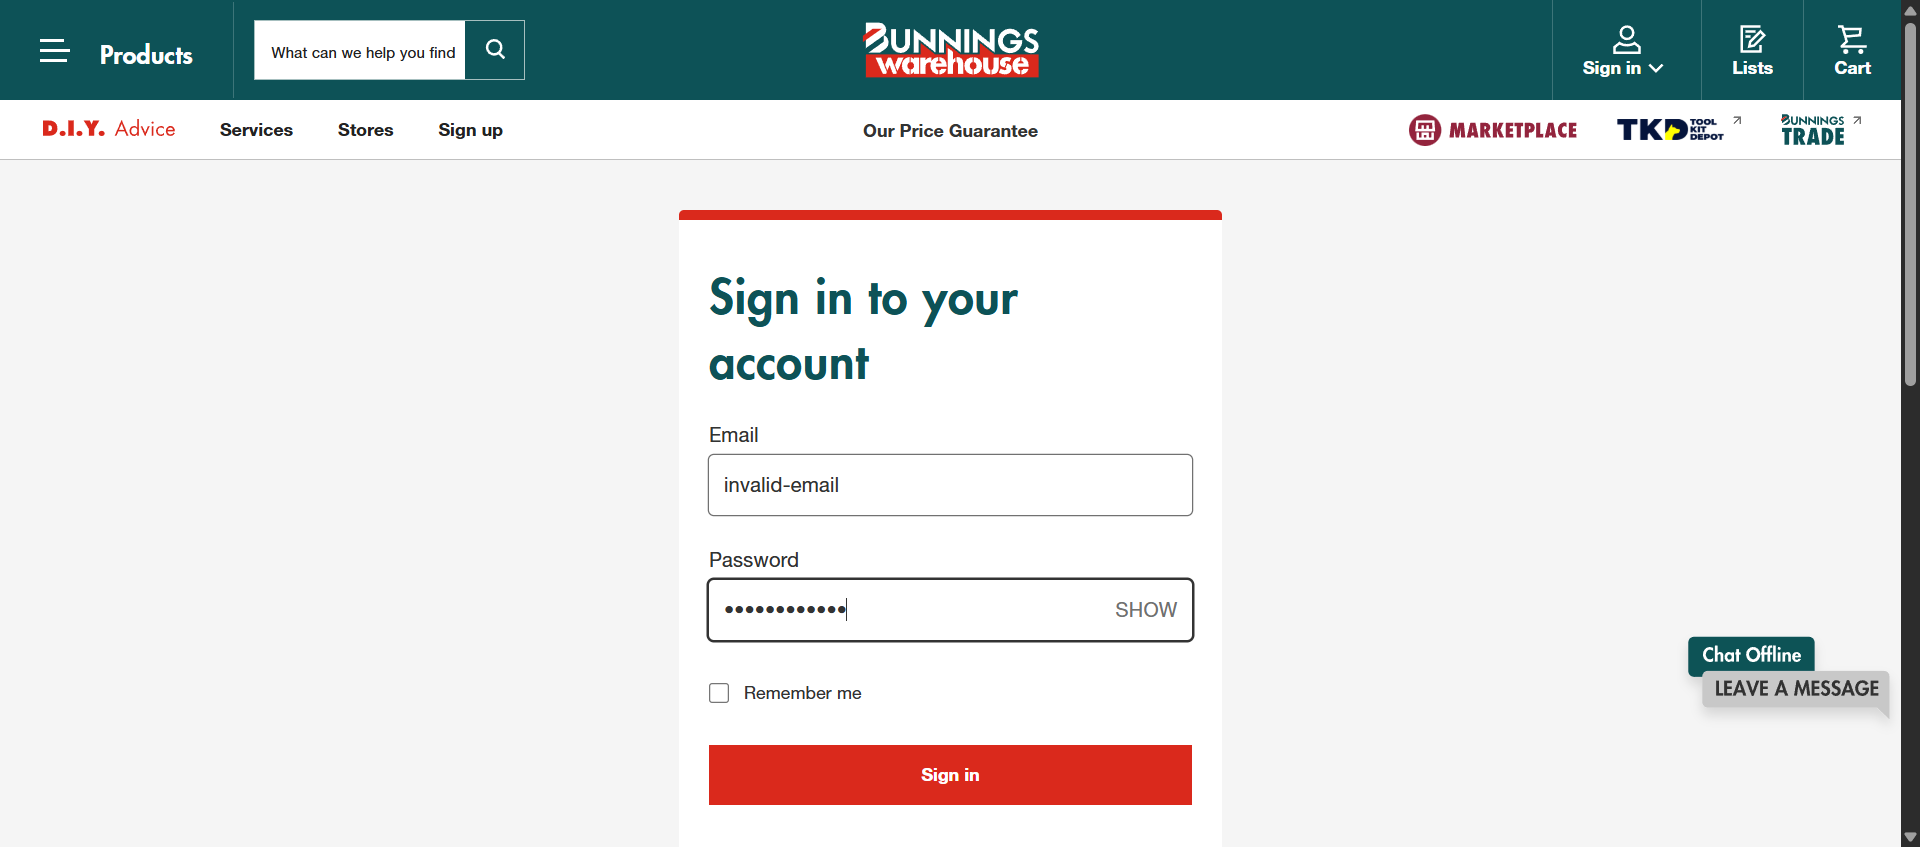 Products
What can we help you find
BUNNINGS
warehouse
Sign in
Lists
Cart
D.I.Y. Advice
Services
Stores
Sign up
Our Price Guarantee
MARKETPLACE
TKD TOOL
KIT
DEPOT
BUNNINGS
TRADE
Sign in to your
account
Email
invalid-email
Password
••••••••••••
SHOW
Remember me
Sign in
Chat Offline
LEAVE A MESSAGE